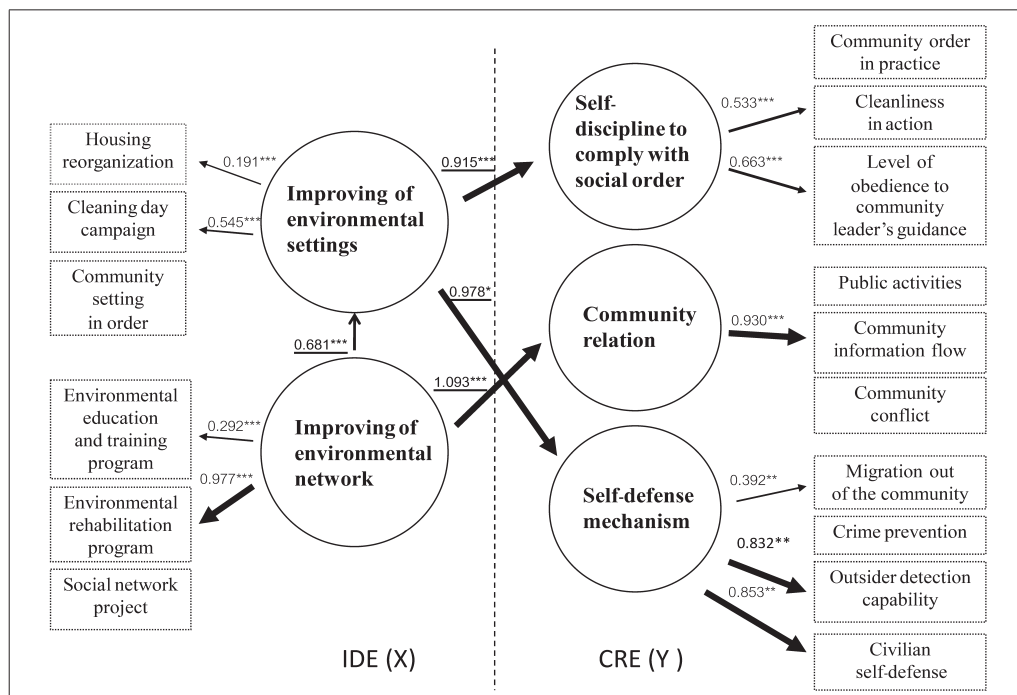 Housing
reorganization
Cleaning day
campaign
Community
setting
in order
Environmental
education
and training
program
Environmental
rehabilitation
program
Social network
project
0.191***
0.545***
0.292***
0.977***
Improving of
environmental
settings
0.681***
Improving of
environmental
network
0.915***
0.978*
1.093***
Self-
discipline to
comply with
social order
Community
relation
Self-defense
mechanism
0.533***
0.663***
0.930***
0.392**
0.832**
0.853**
Community order
in practice
Cleanliness
in action
Level of
obedience to
community
leader's guidance
Public activities
Community
information flow
Community
conflict
Migration out
of the community
Crime prevention
Outsider detection
capability
Civilian
self-defense
IDE (X)
CRE (Y )